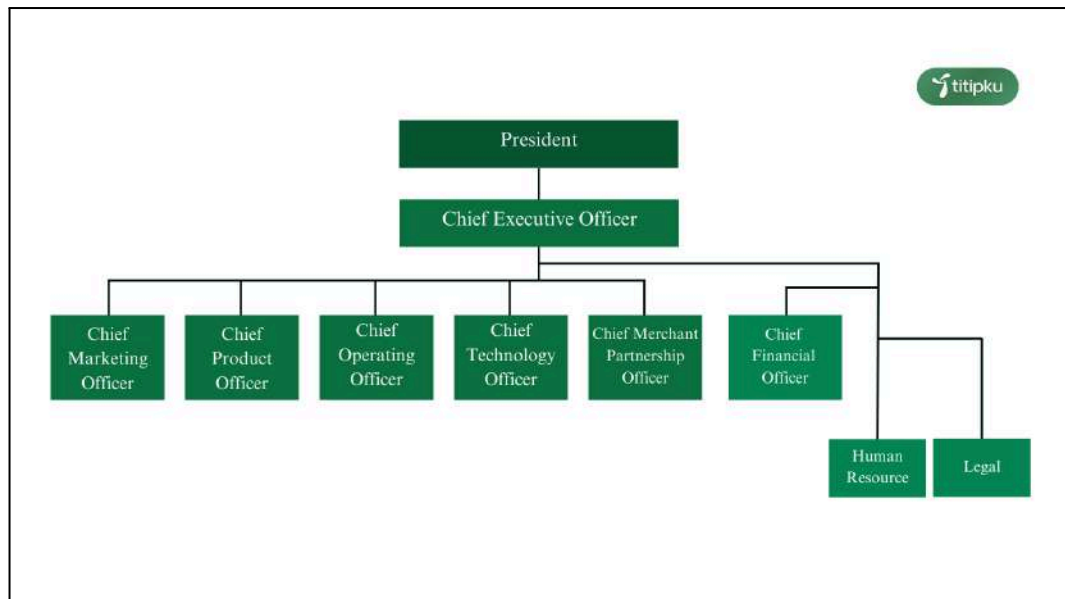 titipku
President
Chief Executive Officer
Chief
Marketing
Officer
Chief
Product
Officer
Chief
Operating
Officer
Chief
Technology
Officer
Chief Merchant
Partnership
Officer
Chief
Financial
Officer
Human
Resource
Legal